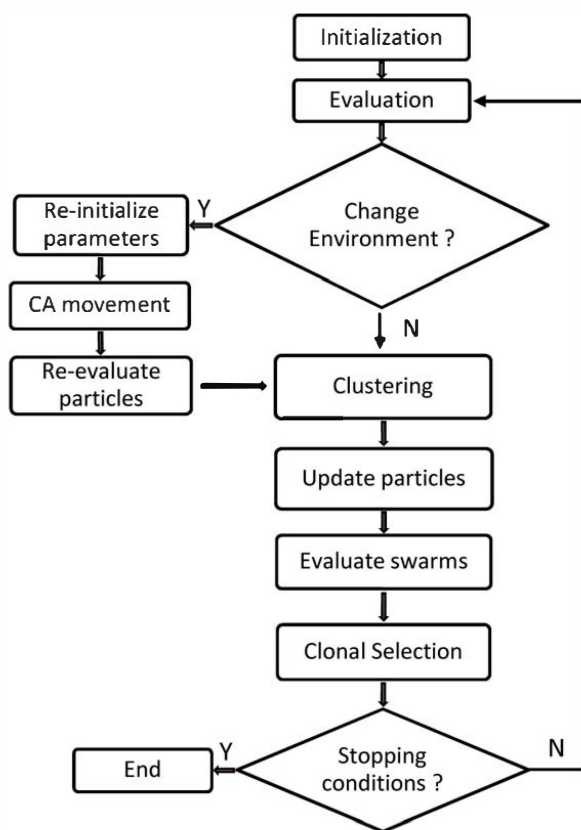 Initialization
Evaluation
Change
Environment ?
Y
Re-initialize
parameters
CA movement
Re-evaluate
particles
N
Clustering
Update particles
Evaluate swarms
Clonal Selection
Stopping
conditions ?
Y
End
N